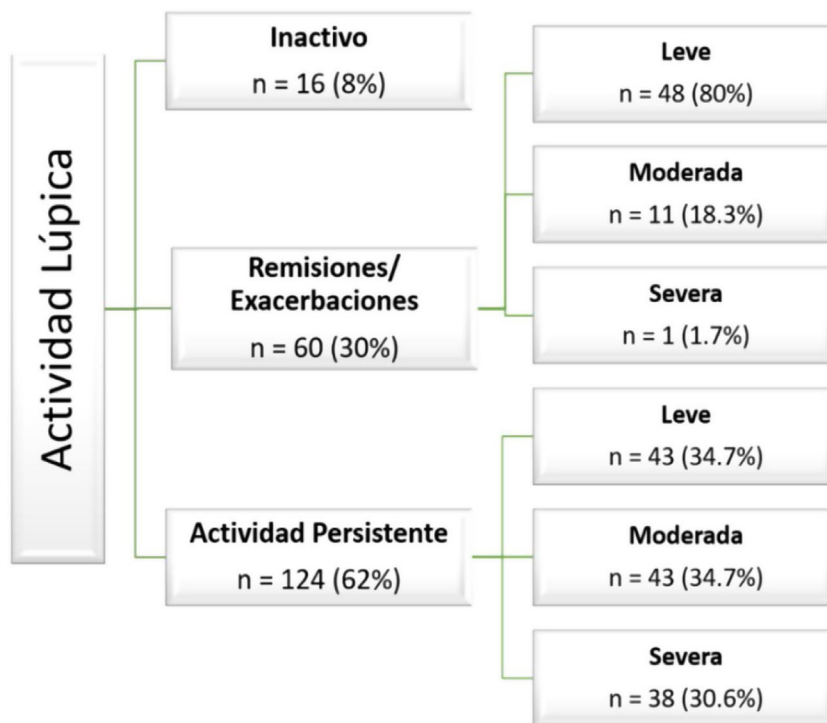 Actividad Lúpica
Inactivo
n = 16 (8%)
Remisiones/
Exacerbaciones
n = 60 (30%)
Leve
n = 48 (80%)
Moderada
n = 11 (18.3%)
Severa
n = 1 (1.7%)
Actividad Persistente
n = 124 (62%)
Leve
n = 43 (34.7%)
Moderada
n = 43 (34.7%)
Severa
n = 38 (30.6%)